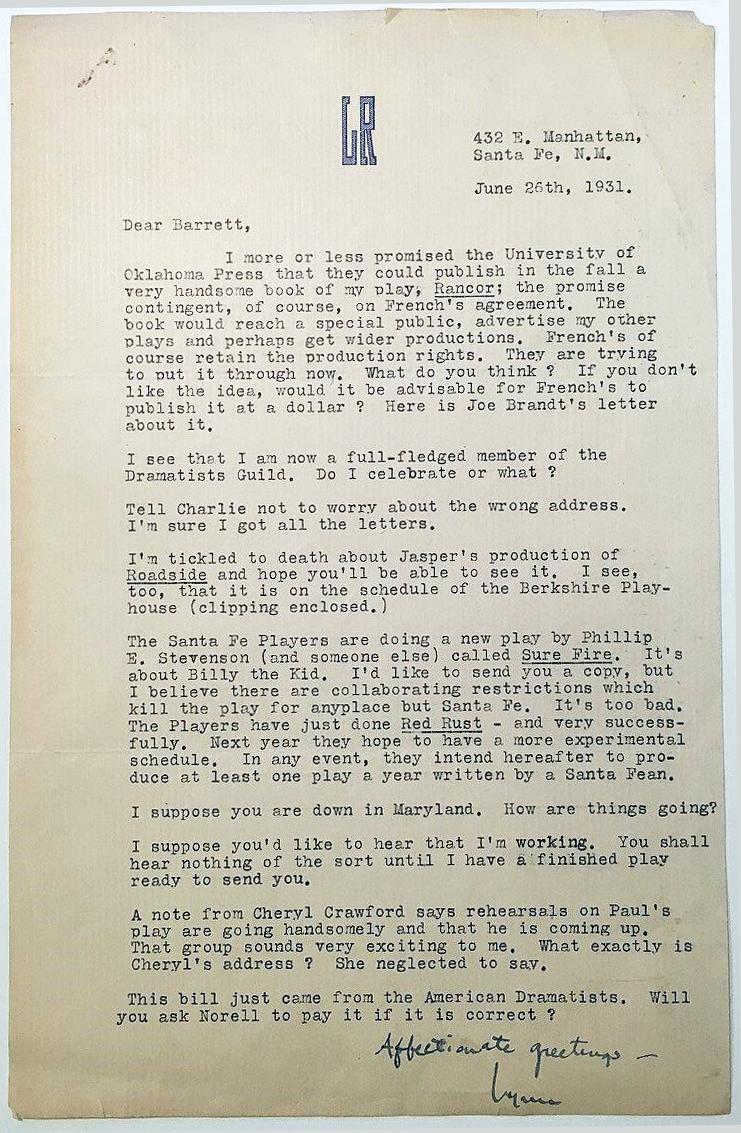 LR
432 E. Manhattan,
Santa Fe, N.M.
June 26th, 1931.
Dear Barrett,
I more or less promised the University of
Oklahoma Press that they could publish in the fall a
very handsome book of my play, Rancor; the promise
contingent, of course, on French's agreement. The
book would reach a special public, advertise my other
plays and perhaps get wider productions. French's of
course retain the production rights. They are trying
to put it through now. What do you think ? If you don't
like the idea, would it be advisable for French's to
publish it at a dollar ? Here is Joe Brandt's letter
about it.
I see that I am now a full-fledged member of the
Dramatists Guild. Do I celebrate or what ?
Tell Charlie not to worry about the wrong address.
I'm sure I got all the letters.
I'm tickled to death about Jasper's production of
Roadside and hope you'll be able to see it. I see,
too, that it is on the schedule of the Berkshire Play-
house (clipping enclosed.)
The Santa Fe Players are doing a new play by Phillip
E. Stevenson (and someone else) called Sure Fire. It's
about Billy the Kid. I'd like to send you a copy, but
I believe there are collaborating restrictions which
kill the play for anyplace but Santa Fe. It's too bad.
The Players have just done Red Rust - and very success-
fully. Next year they hope to have a more experimental
schedule. In any event, they intend hereafter to pro-
duce at least one play a year written by a Santa Fean.
I suppose you are down in Maryland. How are things going?
I suppose you'd like to hear that I'm working. You shall
hear nothing of the sort until I have a finished play
ready to send you.
A note from Cheryl Crawford says rehearsals on Paul's
play are going handsomely and that he is coming up.
That group sounds very exciting to me. What exactly is
Cheryl's address ? She neglected to say.
This bill just came from the American Dramatists. Will
you ask Norell to pay it if it is correct ?
Affectionate greetings —
Lynn